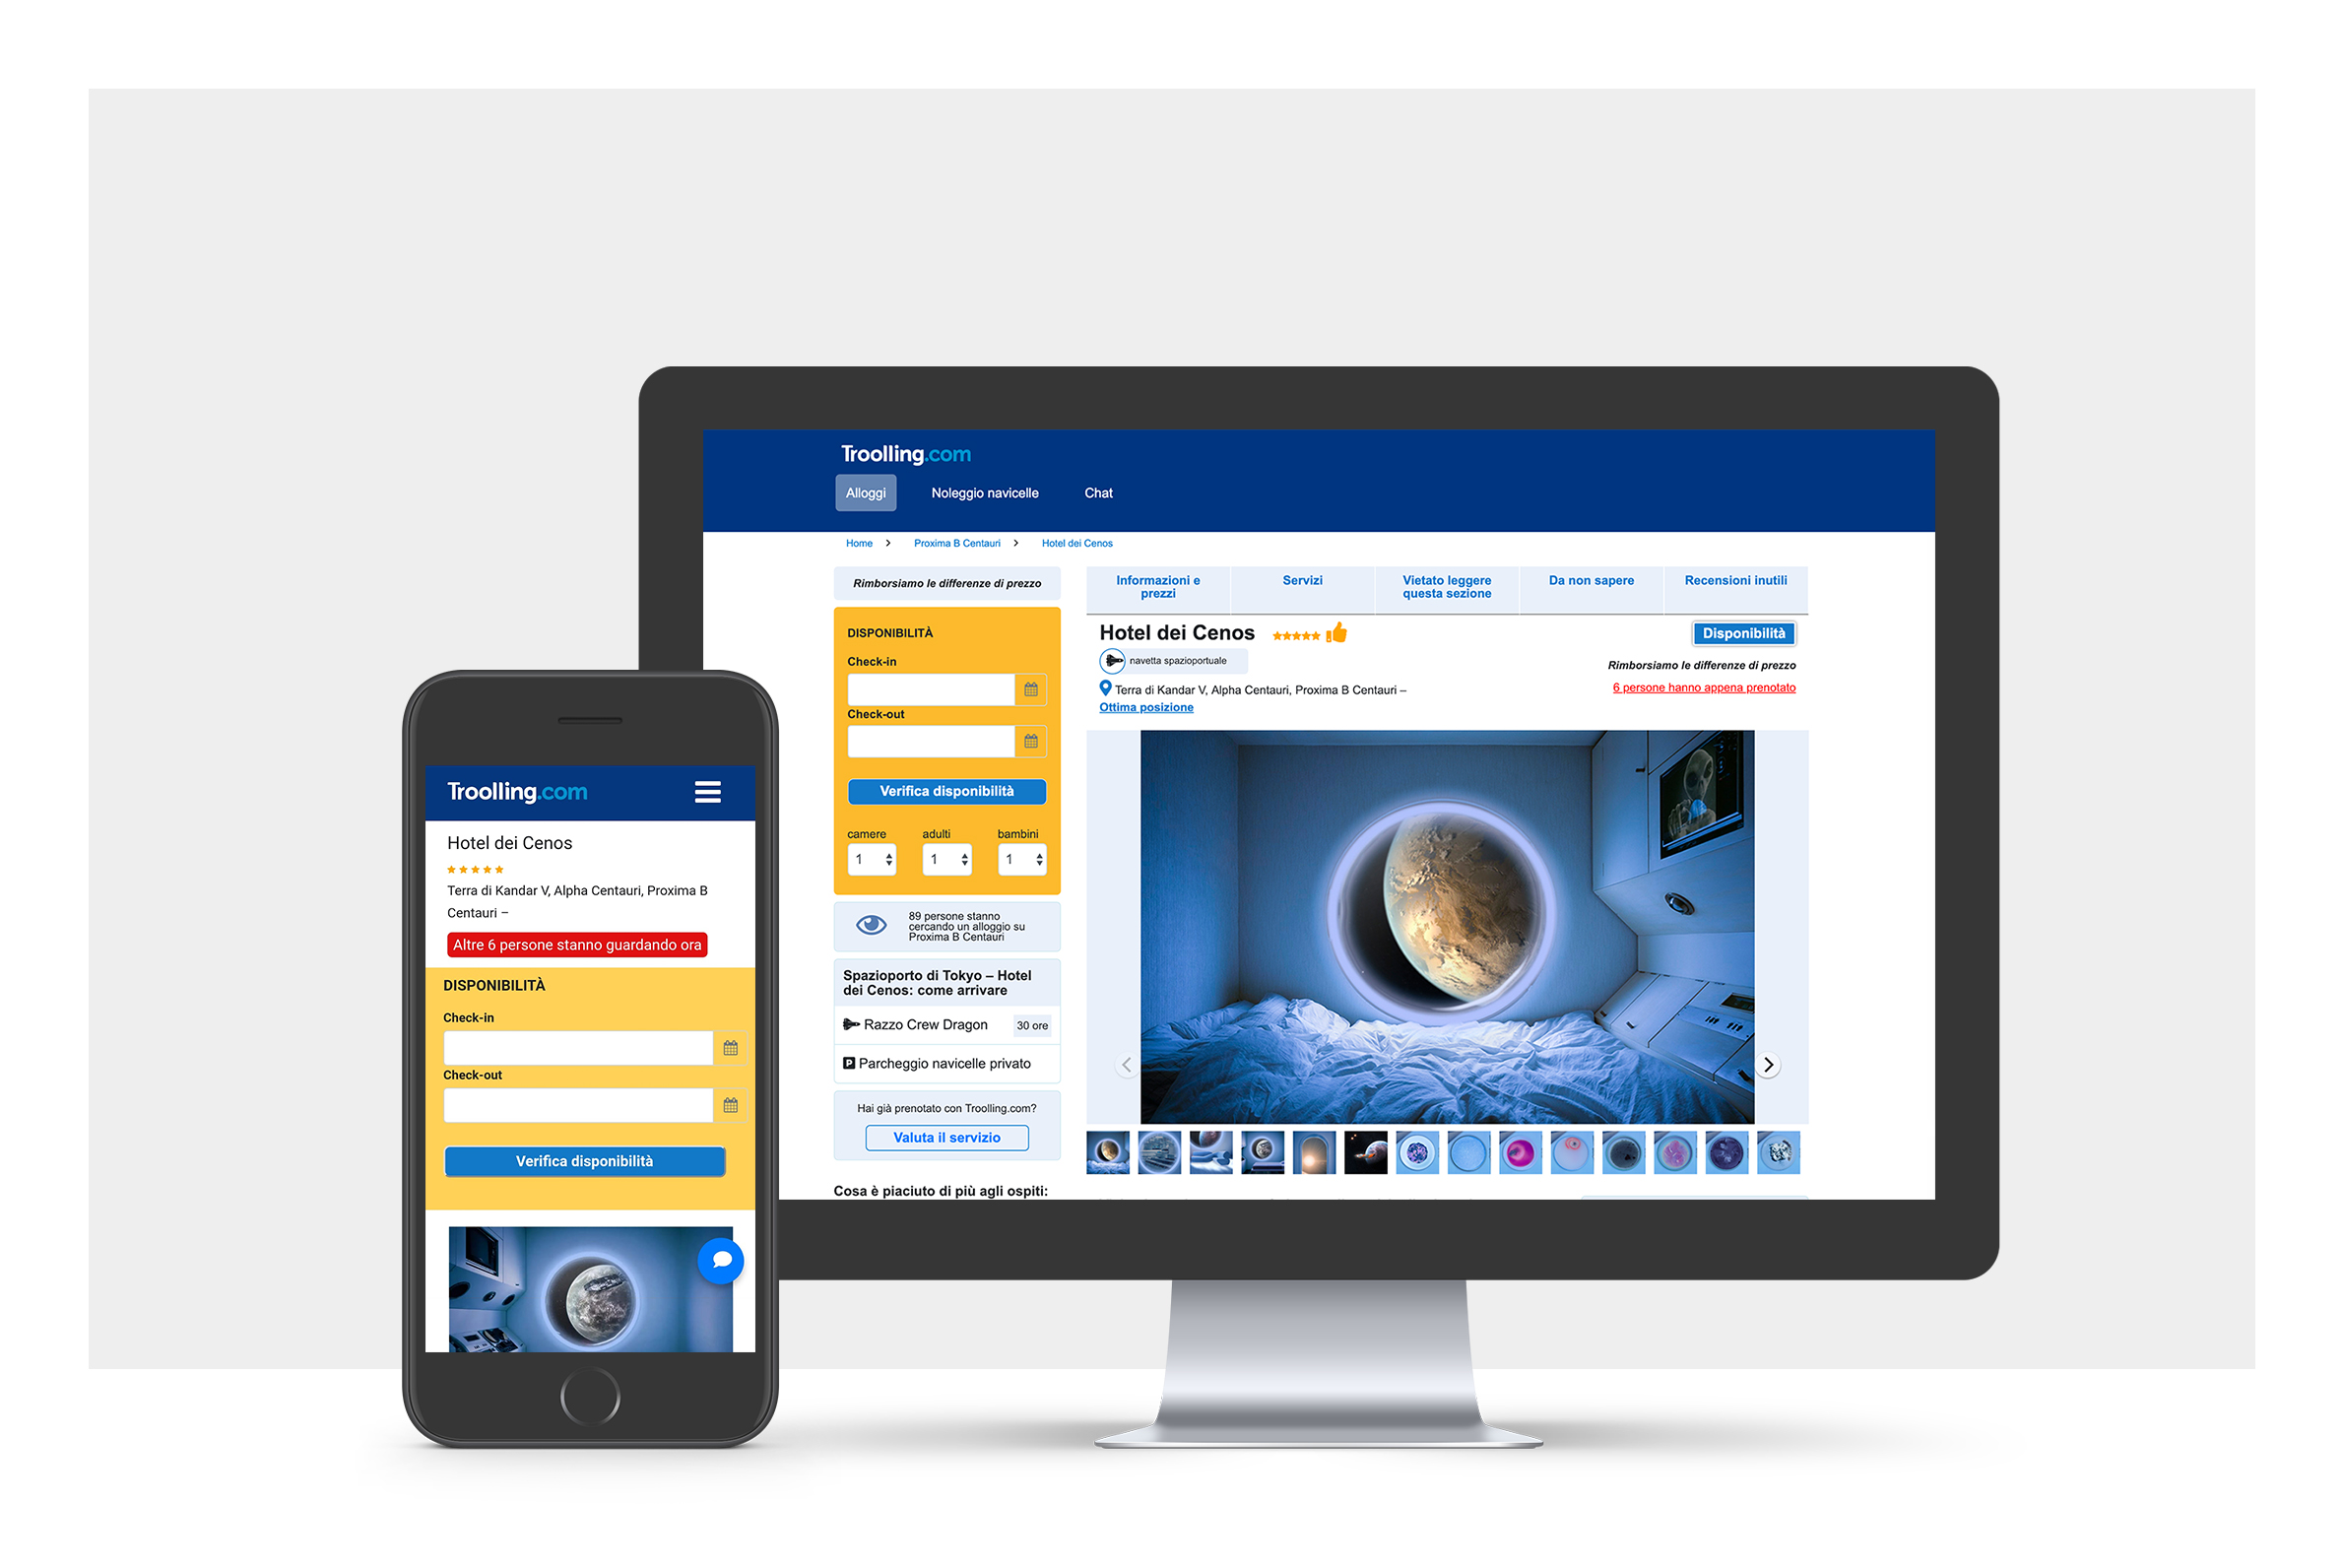 Troolling.com
Alloggi
Noleggio navicelle
Chat
Home
Proxima B Centauri
Hotel dei Cenos
Rimborsiamo le differenze di prezzo
DISPONIBILITÀ
Check-in
Check-out
Verifica disponibilità
camere
adulti
bambini
1
1
1
89 persone stanno
cercando un alloggio su
Proxima B Centauri
Spazioporto di Tokyo – Hotel
dei Cenos: come arrivare
Razzo Crew Dragon
30 ore
P
Parcheggio navicelle privato
Hai già prenotato con Troolling.com?
Valuta il servizio
Cosa è piaciuto di più agli ospiti:
Informazioni e
prezzi
Servizi
Vietato leggere
questa sezione
Da non sapere
Recensioni inutili
Hotel dei Cenos
Disponibilità
navetta spazioportuale
Rimborsiamo le differenze di prezzo
Terra di Kandar V, Alpha Centauri, Proxima B Centauri –
6 persone hanno appena prenotato
Ottima posizione
Troolling.com
Hotel dei Cenos
Terra di Kandar V, Alpha Centauri, Proxima B
Centauri –
Altre 6 persone stanno guardando ora
DISPONIBILITÀ
Check-in
Check-out
Verifica disponibilità